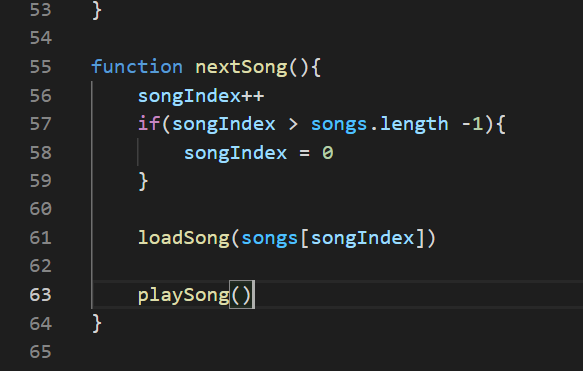 53 }
54
55 function nextSong(){
56 songIndex++
57 if(songIndex > songs.length -1){
58 songIndex = 0
59 }
60
61 loadSong(songs[songIndex])
62
63 playSong()
64 }
65